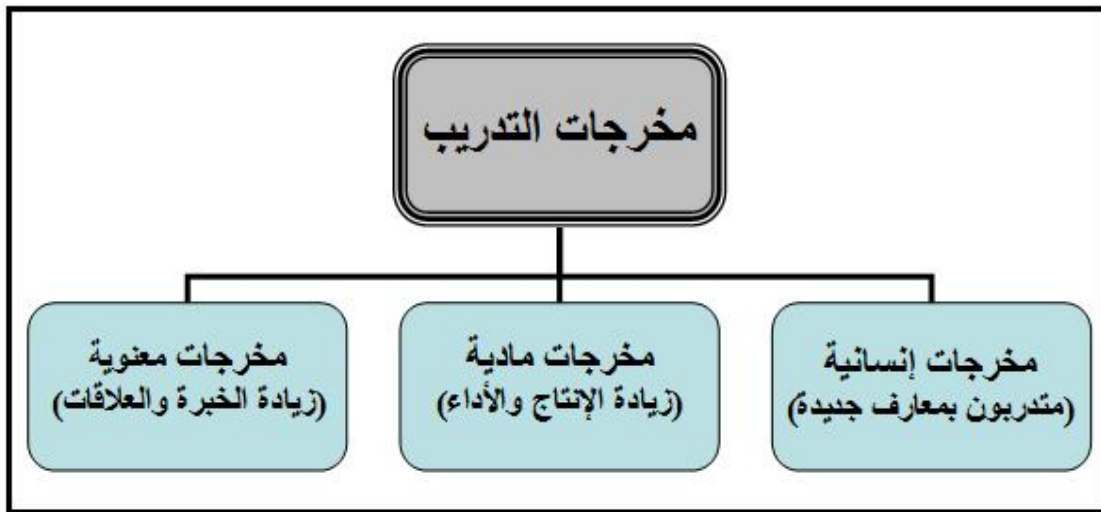 مخرجات التدريب
مخرجات إنسانية
(متدربون بمعارف جديدة)
مخرجات مادية
(زيادة الإنتاج والأداء)
مخرجات معنوية
(زيادة الخبرة والعلاقات)